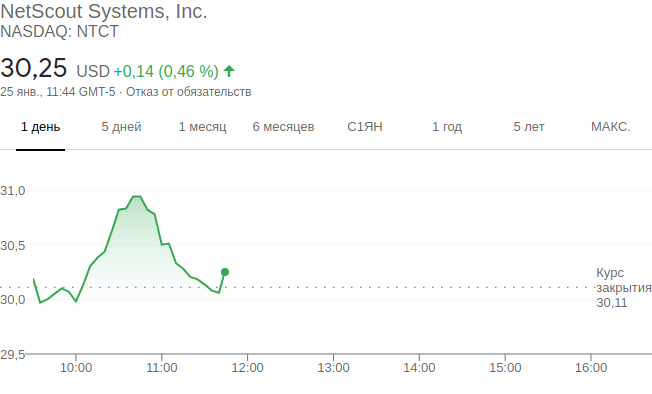 NetScout Systems, Inc.
NASDAQ: NTCT
30,25 USD +0,14 (0,46 %)
25 янв., 11:44 GMT-5 · Отказ от обязательств
1 день 5 дней 1 месяц 6 месяцев С1ЯН 1 год 5 лет МАКС.
31,0
30,5
Курс
закрытия
30,0
30,11
29,5
10:00 11:00 12:00 13:00 14:00 15:00 16:00